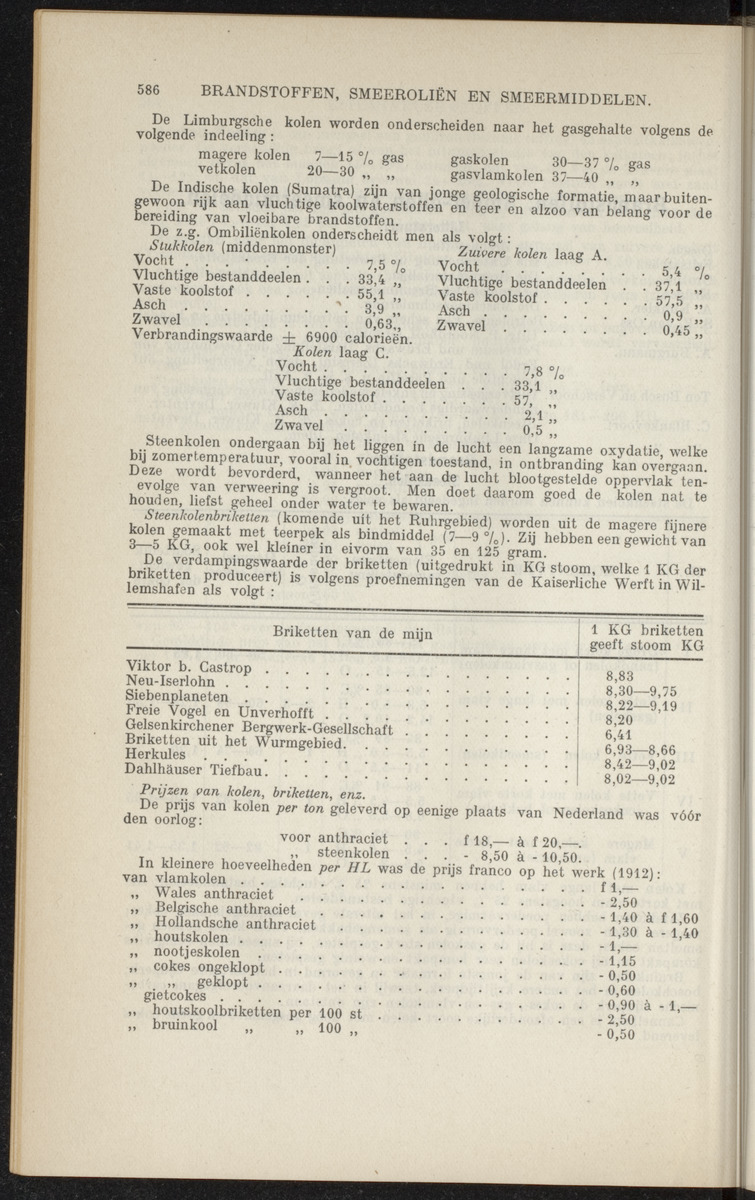 586 BRANDSTOFFEN, SMEEROLIËN EN SMEERMIDDELEN.
De Limburgsche kolen worden onderscheiden naar het gasgehalte volgens de
volgende indeeling:
magere kolen 7—15 % gas gaskolen 30—37 % gas
vetkolen 20—30 „ „ gasvlamkolen 37—40 „ „
De Indische kolen (Sumatra) zijn van jonge geologische formatie, maar buiten-
gewoon rijk aan vluchtige koolwaterstoffen en teer en alzoo van belang voor de
bereiding van vloeibare brandstoffen.
De z.g. Ombiliënkolen onderscheidt men als volgt:
Stukkolen (middenmonster)
Vocht . . . . . . . . . 7,5 %
Vluchtige bestanddeelen . . . 33,4 „
Vaste koolstof . . . . . . 55,1 „
Asch . . . . . . . . . 3,9 „
Zwavel . . . . . . . . 0,63„
Verbrandingswaarde ± 6900 calorieën.
Zuivere kolen laag A.
Vocht . . . . . . . . 5,4 %
Vluchtige bestanddeelen . . 37,1 „
Vaste koolstof . . . . . . 57,5 „
Asch . . . . . . . . . 0,9 „
Zwavel . . . . . . . . 0,45 „
Kolen laag C.
Vocht . . . . . . . . . 7,8 %
Vluchtige bestanddeelen . . . 33,1 „
Vaste koolstof . . . . . . . 57, „
Asch . . . . . . . . . . 2,1 „
Zwavel . . . . . . . . . 0,5 „
Steenkolen ondergaan bij het liggen in de lucht een langzame oxydatie, welke
bij zomertemperatuur, vooral in vochtigen toestand, in ontbranding kan overgaan.
Deze wordt bevorderd, wanneer het aan de lucht blootgestelde oppervlak ten-
evolge van verweering is vergroot. Men doet daarom goed de kolen nat te
houden, liefst geheel onder water te bewaren.
Steenkolenbriketten (komende uit het Ruhrgebied) worden uit de magere fijnere
kolen gemaakt met teerpek als bindmiddel (7—9 %). Zij hebben een gewicht van
3—5 KG, ook wel kleiner in eivorm van 35 en 125 gram.
De verdampingswaarde der briketten (uitgedrukt in KG stoom, welke 1 KG der
briketten produceert) is volgens proefnemingen van de Kaiserliche Werft in Wil-
lemshafen als volgt:
Briketten van de mijn 1 KG briketten
geeft stoom KG
Viktor b. Castrop . . . . . . . . . . . . . . . . 8,83
Neu-Iserlohn . . . . . . . . . . . . . . . . . . 8,30—9,75
Siebenplaneten . . . . . . . . . . . . . . . . . 8,22—9,19
Freie Vogel en Unverhofft . . . . . . . . . . . . . 8,20
Gelsenkirchener Bergwerk-Gesellschaft . . . . . . . . . 6,41
Briketten uit het Wurmgebied. . . . . . . . . . . . 6,93—8,66
Herkules . . . . . . . . . . . . . . . . . . . 8,42—9,02
Dahlhäuser Tiefbau. . . . . . . . . . . . . . . . 8,02—9,02
Prijzen van kolen, briketten, enz.
De prijs van kolen per ton geleverd op eenige plaats van Nederland was vóór
den oorlog:
voor anthraciet . . . f 18,— à f 20,—.
„ steenkolen . . . - 8,50 à - 10,50.
In kleinere hoeveelheden per HL was de prijs franco op het werk (1912):
van vlamkolen . . . . . . . . . . . . . . . . . f 1,—
„ Wales anthraciet . . . . . . . . . . . . . . . - 2,50
„ Belgische anthraciet . . . . . . . . . . . . . . - 1,40 à f 1,60
„ Hollandsche anthraciet . . . . . . . . . . . . . - 1,30 à - 1,40
„ houtskolen . . . . . . . . . . . . . . . . . - 1,—
„ nootjeskolen . . . . . . . . . . . . . . . . - 1,15
„ cokes ongeklopt . . . . . . . . . . . . . . . - 0,50
„ „ geklopt . . . . . . . . . . . . . . . . - 0,60
gietcokes . . . . . . . . . . . . . . . . . . - 0,90 à - 1,—
„ houtskoolbriketten per 100 st . . . . . . . . . . . - 2,50
„ bruinkool „ „ 100 „ - 0,50